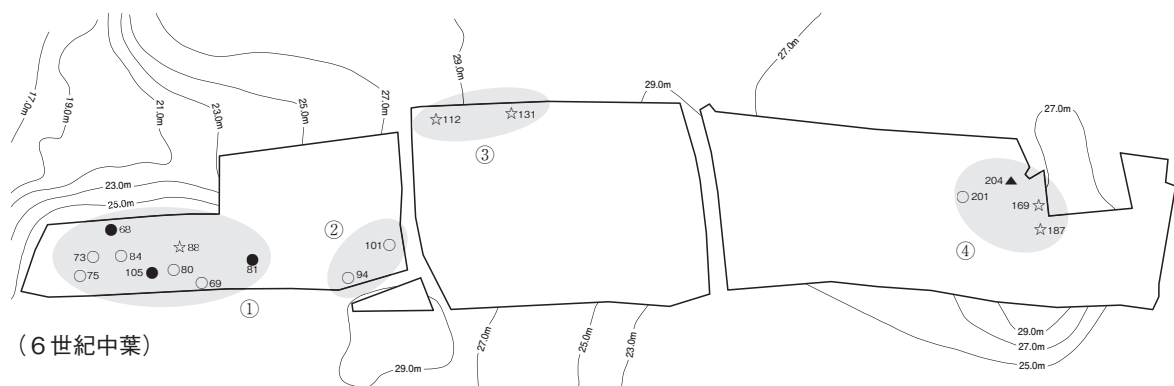 17.0m
19.0m
21.0m
23.0m
25.0m
27.0m
29.0m
29.0m
27.0m
27.0m
23.0m
25.0m
☆112
☆131
③
②
①
④
●68
☆88
73○
○84
○75
105●
○80
○69
81
101○
○94
204▲
○201
169☆
☆187
27.0m
25.0m
23.0m
29.0m
29.0m
27.0m
25.0m
（6世紀中葉）